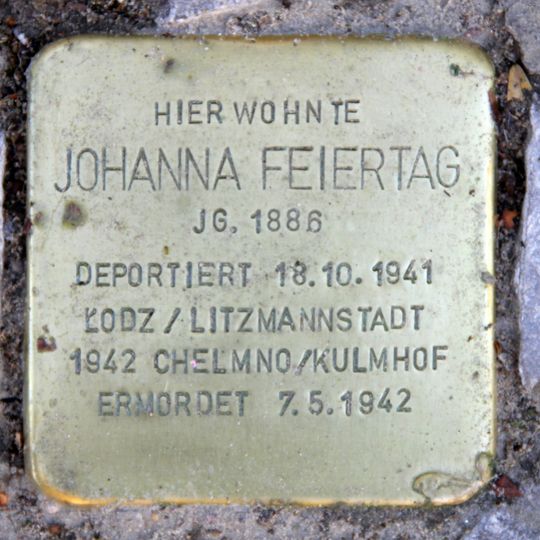 HIER WOHNTE
JOHANNA FEIERTAG
JG. 1886
DEPORTIERT 18.10.1941
ŁODZ / LITZMANNSTADT
1942 CHELMNO/KULMHOF
ERMORDET 7.5.1942